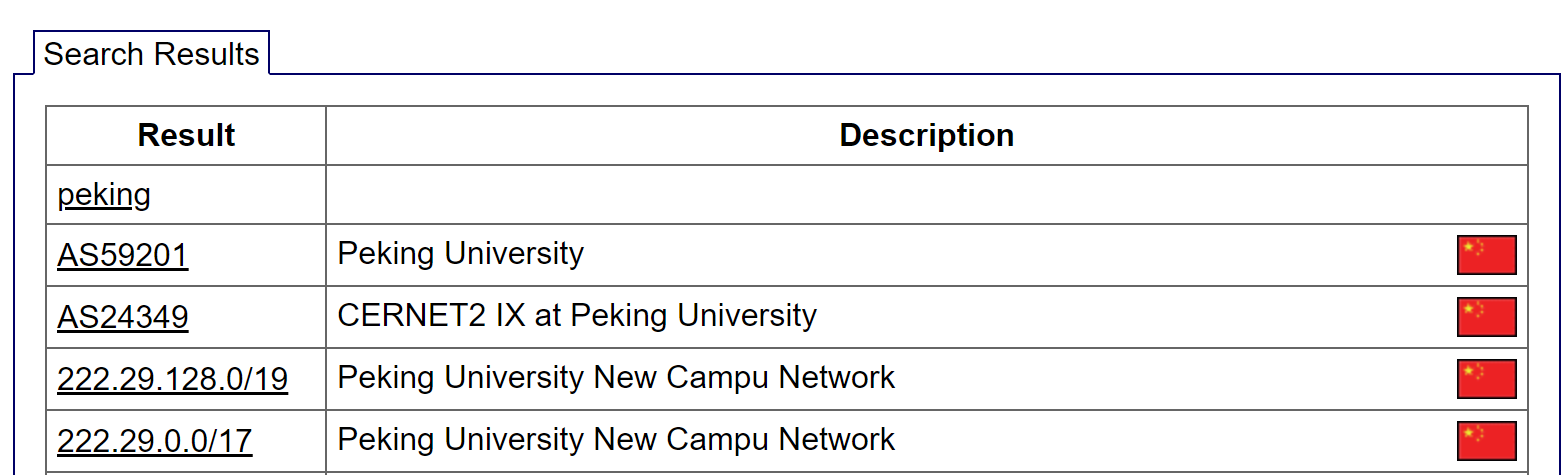 Search Results
Result Description
peking
AS59201 Peking University
AS24349 CERNET2 IX at Peking University
222.29.128.0/19 Peking University New Campu Network
222.29.0.0/17 Peking University New Campu Network